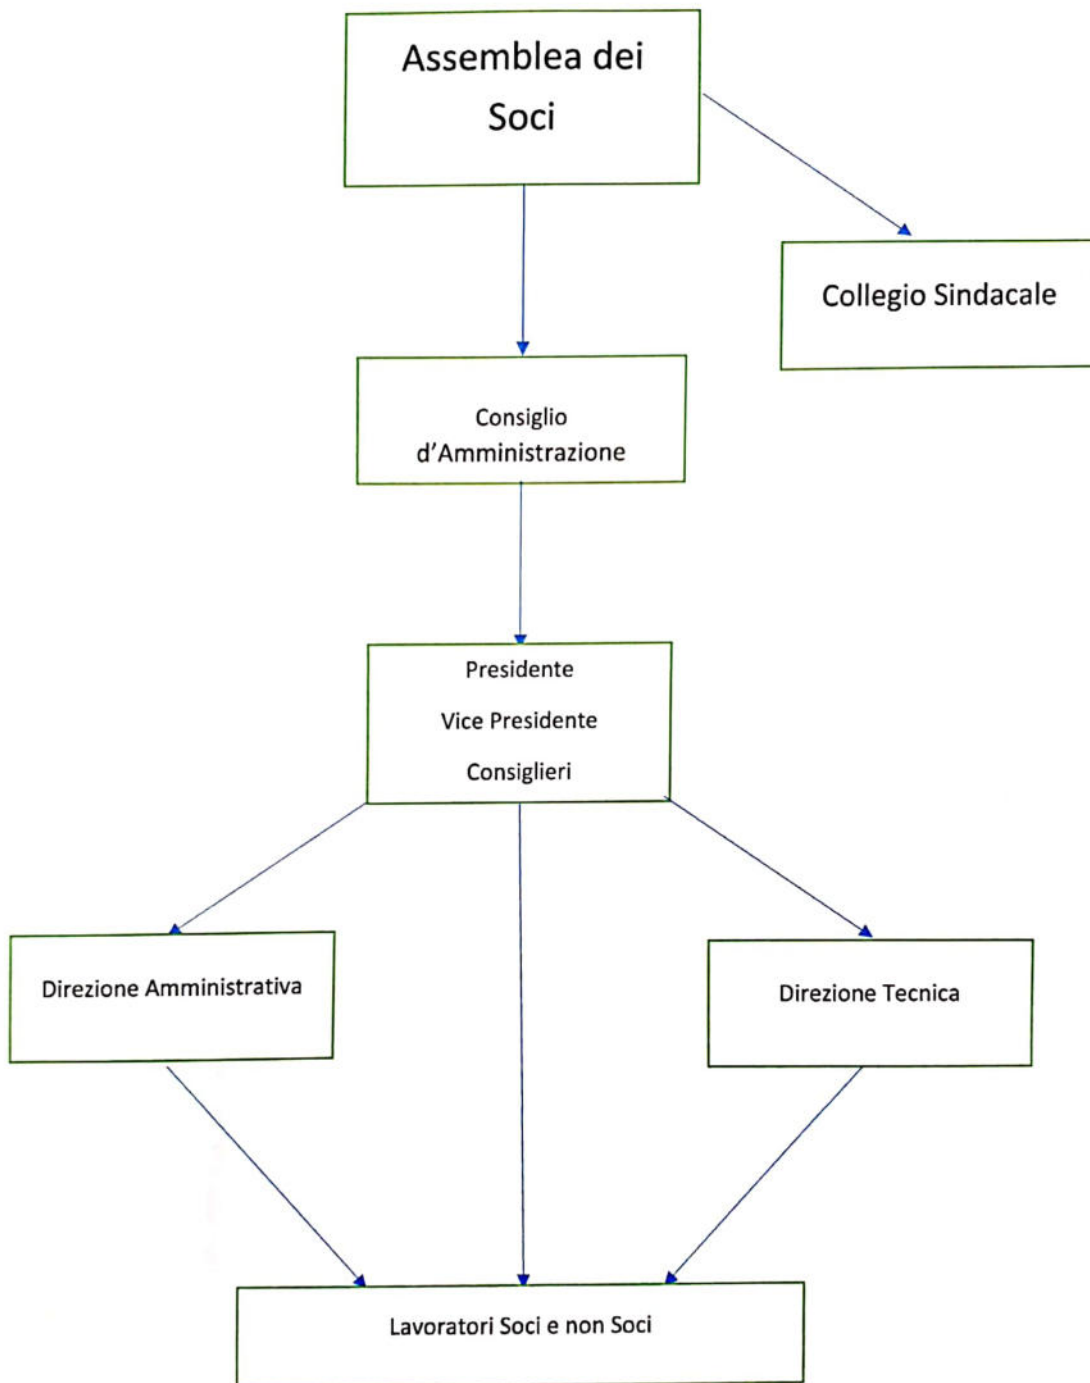 Assemblea dei
Soci
Collegio Sindacale
Consiglio
d'Amministrazione
Presidente
Vice Presidente
Consiglieri
Direzione Amministrativa
Direzione Tecnica
Lavoratori Soci e non Soci